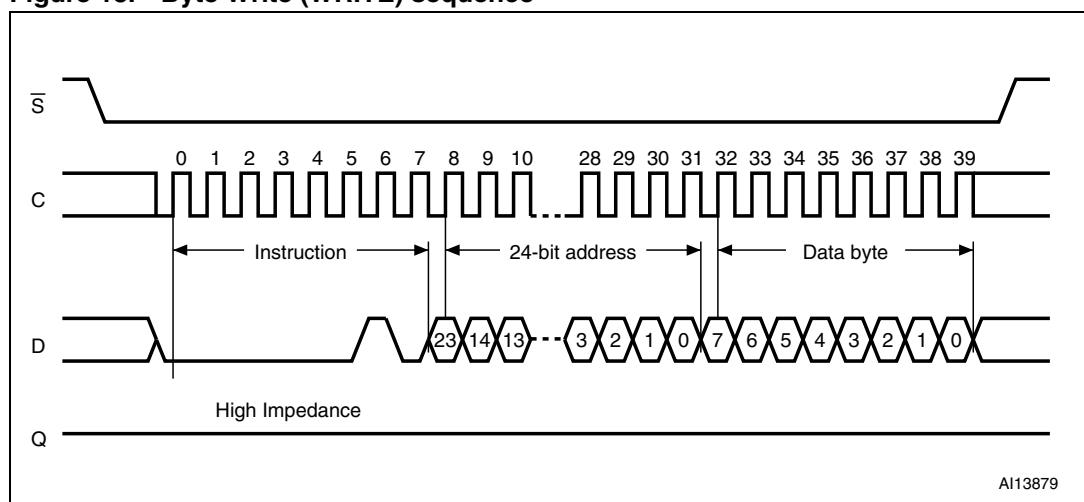 Figure 13. Byte Write (WRITE) sequence
S
0 1 2 3 4 5 6 7 8 9 10 28 29 30 31 32 33 34 35 36 37 38 39
C
Instruction 24-bit address Data byte
D 23 14 13 3 2 1 0 7 6 5 4 3 2 1 0
High Impedance
Q
AI13879